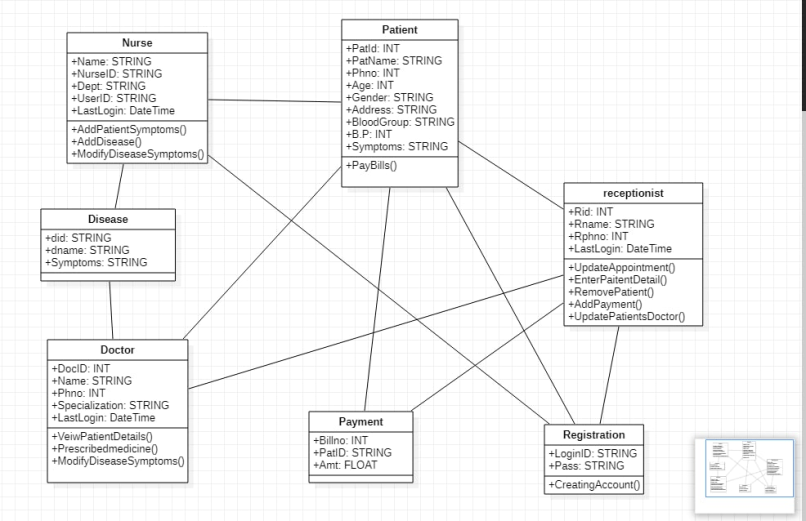 Nurse
+Name: STRING
+NurseID: STRING
+Dept: STRING
+UserID: STRING
+LastLogin: DateTime
+AddPatientSymptoms()
+AddDisease()
+ModifyDiseaseSymptoms()
Patient
+PatId: INT
+PatName: STRING
+Phno: INT
+Age: INT
+Gender: STRING
+Address: STRING
+BloodGroup: STRING
+B.P: INT
+Symptoms: STRING
+PayBills()
receptionist
+Rid: INT
+Rname: STRING
+Rphno: INT
+LastLogin: DateTime
+UpdateAppointment()
+EnterPaitentDetail()
+RemovePatient()
+AddPayment()
+UpdatePatientsDoctor()
Disease
+did: STRING
+dname: STRING
+Symptoms: STRING
Doctor
+DocID: INT
+Name: STRING
+Phno: INT
+Specialization: STRING
+LastLogin: DateTime
+VeiwPatientDetails()
+Prescribedmedicine()
+ModifyDiseaseSymptoms()
Payment
+Billno: INT
+PatID: STRING
+Amt: FLOAT
Registration
+LoginID: STRING
+Pass: STRING
+CreatingAccount()